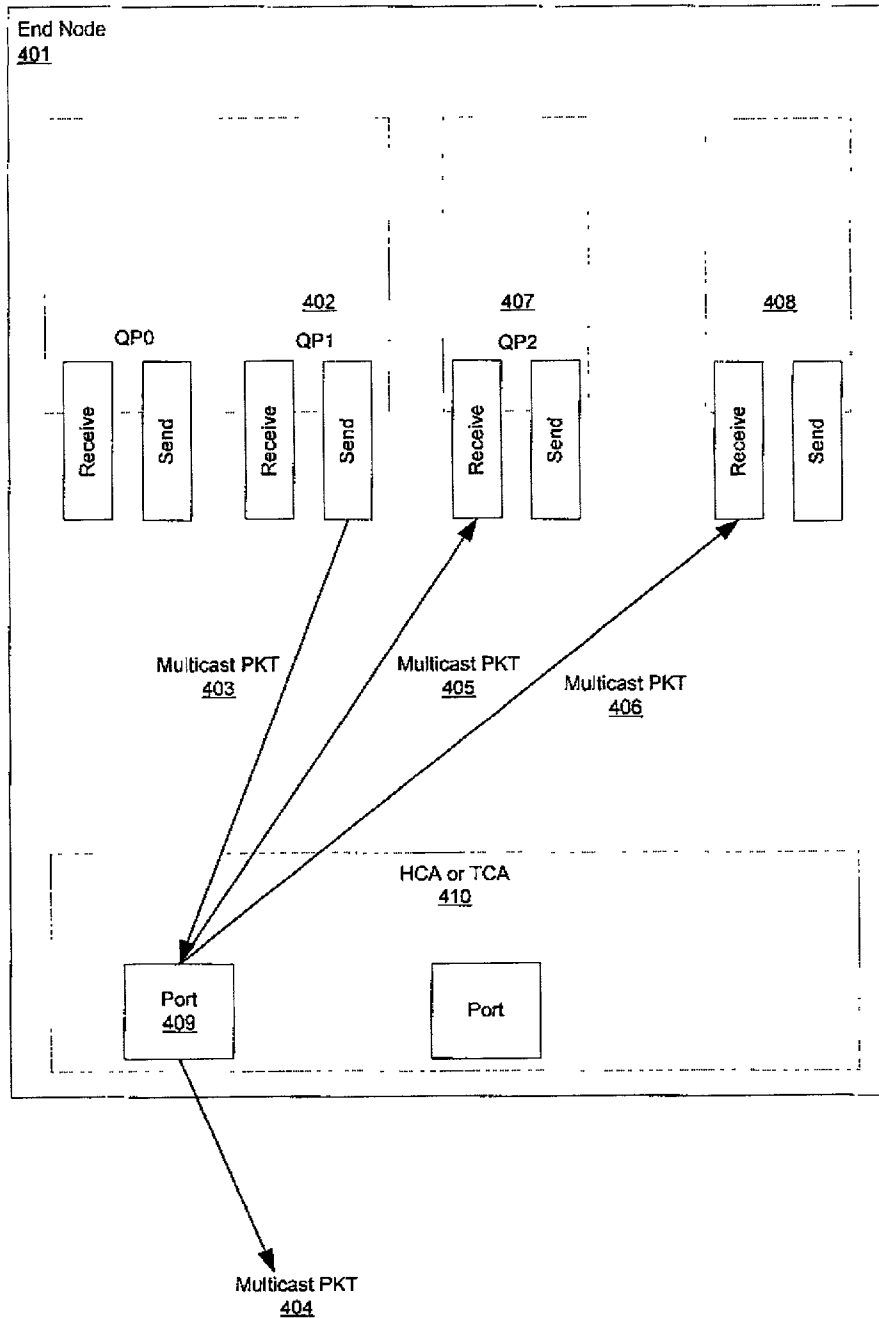 End Node
401
402
407
408
QP0
QP1
QP2
Receive
Send
Receive
Send
Receive
Send
Receive
Send
Multicast PKT
403
Multicast PKT
405
Multicast PKT
406
HCA or TCA
410
Port
409
Port
Multicast PKT
404